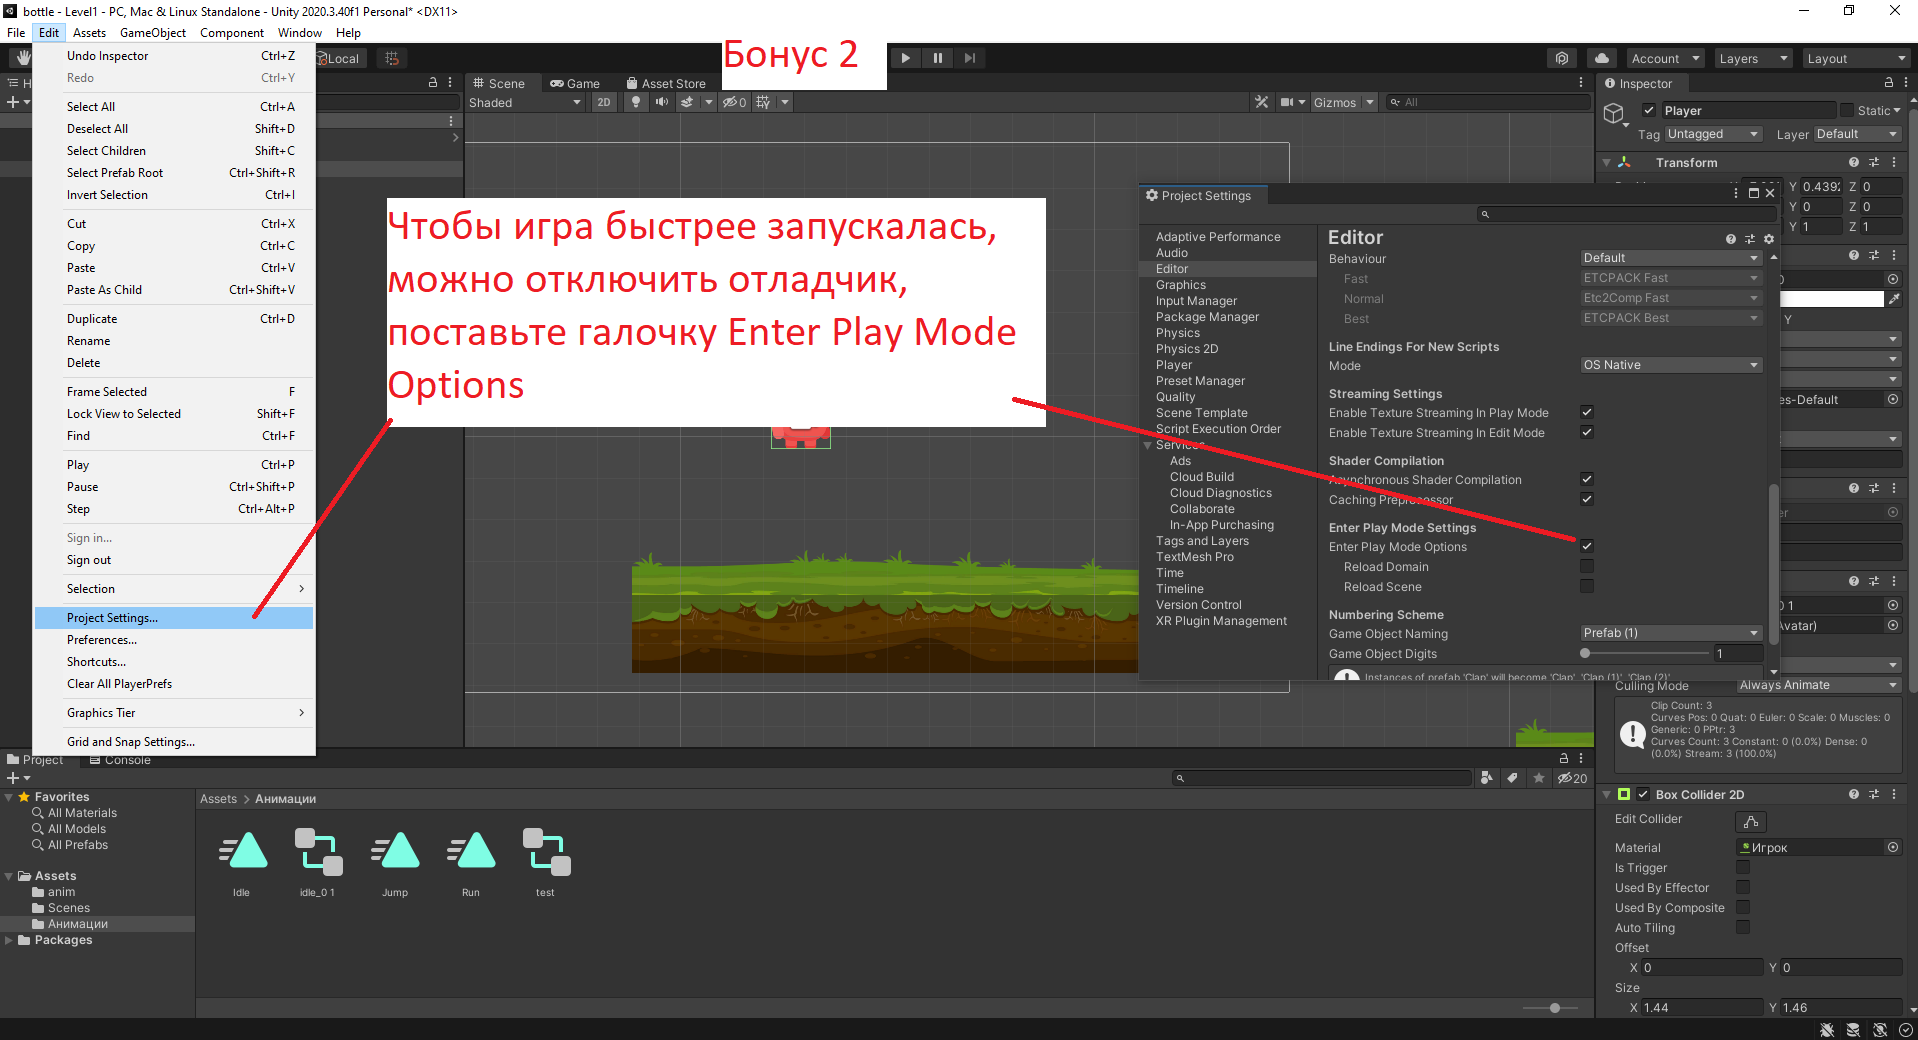 bottle - Level1 - PC, Mac & Linux Standalone - Unity 2020.3.40f1 Personal* <DX11>
File Edit Assets GameObject Component Window Help
Бонус 2
Local
Account Layers Layout
Undo Inspector Ctrl+Z
Redo Ctrl+Y
Select All Ctrl+A
Deselect All Shift+D
Select Children Shift+C
Select Prefab Root Ctrl+Shift+R
Invert Selection Ctrl+I
Cut Ctrl+X
Copy Ctrl+C
Paste Ctrl+V
Paste As Child Ctrl+Shift+V
Duplicate Ctrl+D
Rename
Delete
Frame Selected F
Lock View to Selected Shift+F
Find Ctrl+F
Play Ctrl+P
Pause Ctrl+Shift+P
Step Ctrl+Alt+P
Sign in...
Sign out
Selection
Project Settings...
Preferences...
Shortcuts...
Clear All PlayerPrefs
Graphics Tier
Grid and Snap Settings...
Scene Game Asset Store
Shaded 2D 0 Gizmos All
Чтобы игра быстрее запускалась,
можно отключить отладчик,
поставьте галочку Enter Play Mode
Options
Project Settings
Adaptive Performance
Audio
Editor
Graphics
Input Manager
Package Manager
Physics
Physics 2D
Player
Preset Manager
Quality
Scene Template
Script Execution Order
Services
Ads
Cloud Build
Cloud Diagnostics
Collaborate
In-App Purchasing
Tags and Layers
TextMesh Pro
Time
Timeline
Version Control
XR Plugin Management
Editor
Behaviour Default
Fast ETCPACK Fast
Normal Etc2Comp Fast
Best ETCPACK Best
Line Endings For New Scripts
Mode OS Native
Streaming Settings
Enable Texture Streaming In Play Mode
Enable Texture Streaming In Edit Mode
Shader Compilation
Asynchronous Shader Compilation
Caching Preprocessor
Enter Play Mode Settings
Enter Play Mode Options
Reload Domain
Reload Scene
Numbering Scheme
Game Object Naming Prefab (1)
Game Object Digits 1
Instances of prefab 'Clap' will become 'Clap', 'Clap (1)', 'Clap (2)'
Inspector
Player Static
Tag Untagged Layer Default
Transform
Y 0.439 Z 0
Y 0 Z 0
Y 1 Z 1
Y
es-Default
0 1
Avatar)
Culling Mode Always Animate
Clip Count: 3
Curves Pos: 0 Quat: 0 Euler: 0 Scale: 0 Muscles: 0
Generic: 0 PPtr: 3
Curves Count: 3 Constant: 0 (0.0%) Dense: 0
(0.0%) Stream: 3 (100.0%)
Box Collider 2D
Edit Collider
Material Игрок
Is Trigger
Used By Effector
Used By Composite
Auto Tiling
Offset
X 0 Y 0
Size
X 1.44 Y 1.46
Project Console
20
Favorites
All Materials
All Models
All Prefabs
Assets
anim
Scenes
Анимации
Packages
Assets > Анимации
Idle idle_0 1 Jump Run test